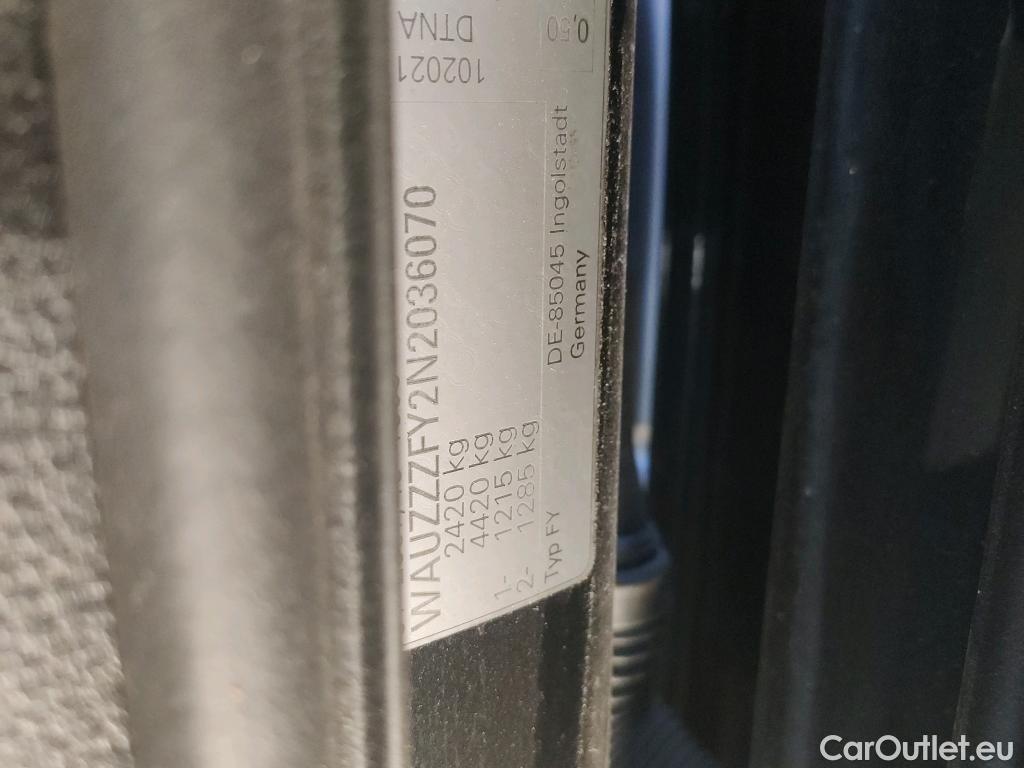 WAUZZZFY2N2036070
2420 kg
4420 kg
1- 1215 kg
2- 1285 kg
Typ FY
DE-85045 Ingolstadt
Germany
102021
DTNA
0,50
CarOutlet.eu